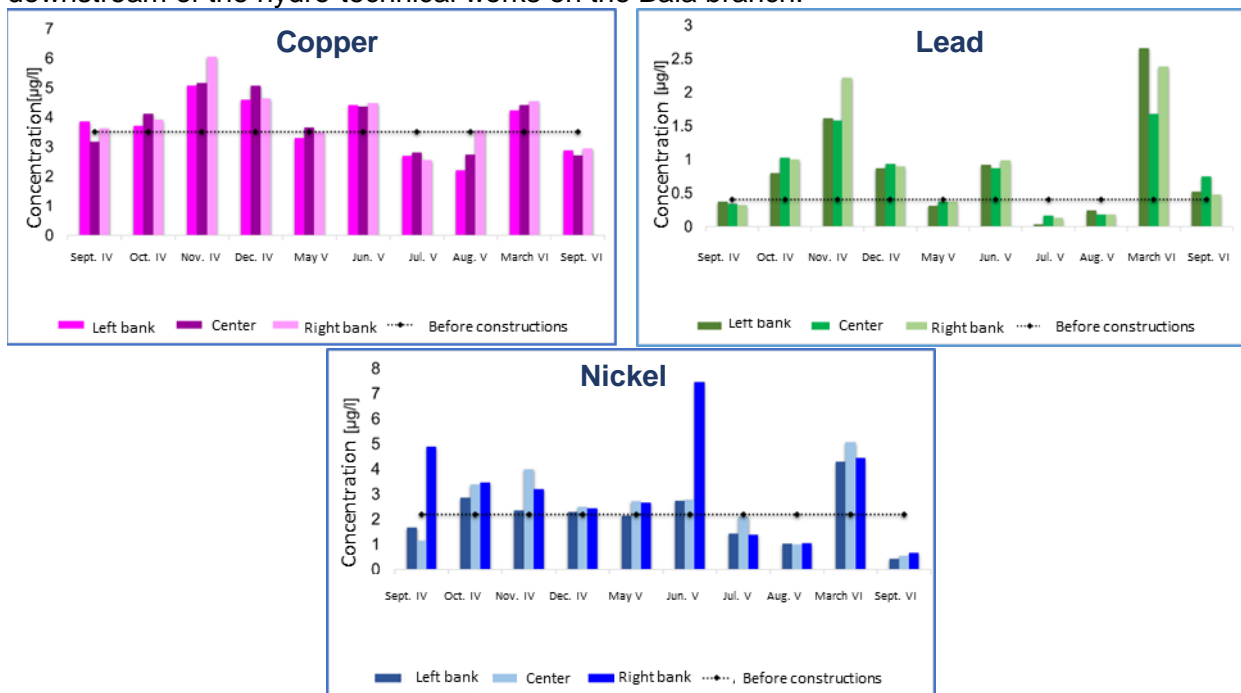 downstream of the hydro-technical works on the Bala branch.
Copper
Concentration[µg/l]
7
6
5
4
3
2
1
0
Sept. IV Oct. IV Nov. IV Dec. IV May V Jun. V Jul. V Aug. V March VI Sept. VI
Left bank Center Right bank Before constructions
Lead
Concentration [µg/l]
3
2.5
2
1.5
1
0.5
0
Sept. IV Oct. IV Nov. IV Dec. IV May V Jun. V Jul. V Aug. V March VI Sept. VI
Left bank Center Right bank Before constructions
Nickel
Concentration [µg/l]
8
7
6
5
4
3
2
1
0
Sept. IV Oct. IV Nov. IV Dec. IV May V Jun. V Jul. V Aug. V March VI Sept. VI
Left bank Center Right bank Before constructions